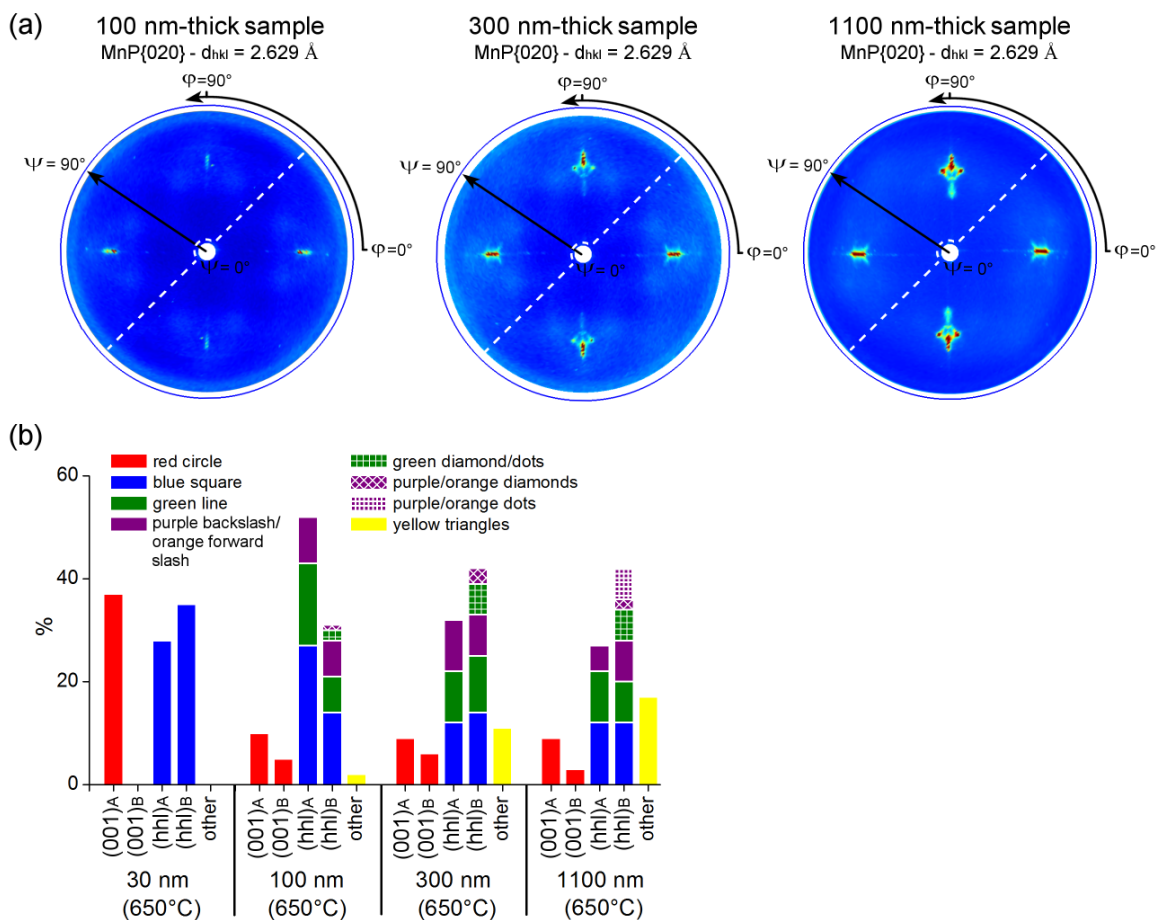 (a)
100 nm-thick sample
MnP{020} - dhkl = 2.629 Å
φ=90°
Ψ = 90°
Ψ = 0°
φ=0°
300 nm-thick sample
MnP{020} - dhkl = 2.629 Å
φ=90°
Ψ = 90°
Ψ = 0°
φ=0°
1100 nm-thick sample
MnP{020} - dhkl = 2.629 Å
φ=90°
Ψ = 90°
Ψ = 0°
φ=0°
(b)
red circle
blue square
green line
purple backslash/
orange forward
slash
green diamond/dots
purple/orange diamonds
purple/orange dots
yellow triangles
%
60
40
20
0
(001)A
(001)B
(hhl)A
(hhl)B
other
(001)A
(001)B
(hhl)A
(hhl)B
other
(001)A
(001)B
(hhl)A
(hhl)B
other
(001)A
(001)B
(hhl)A
(hhl)B
other
30 nm
(650°C)
100 nm
(650°C)
300 nm
(650°C)
1100 nm
(650°C)